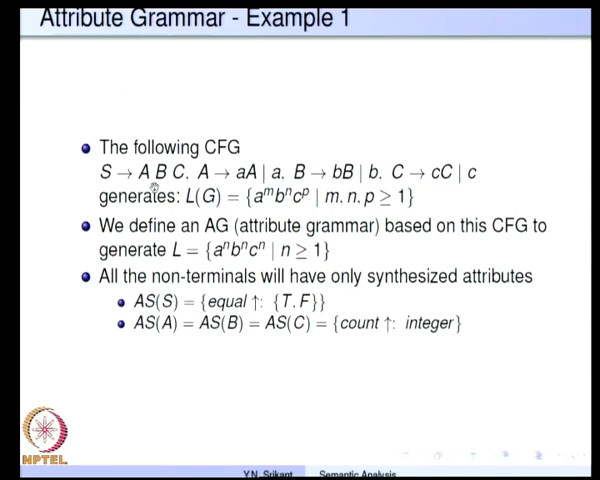 Attribute Grammar - Example 1
The following CFG
S → A B C, A → aA | a, B → bB | b, C → cC | c
generates: L(G) = {aᵐbⁿcᵖ | m, n, p ≥ 1}
We define an AG (attribute grammar) based on this CFG to
generate L = {aⁿbⁿcⁿ | n ≥ 1}
All the non-terminals will have only synthesized attributes
AS(S) = {equal ↑: {T, F}}
AS(A) = AS(B) = AS(C) = {count ↑: integer}
NPTEL
Y.N. Srikant Semantic Analysis